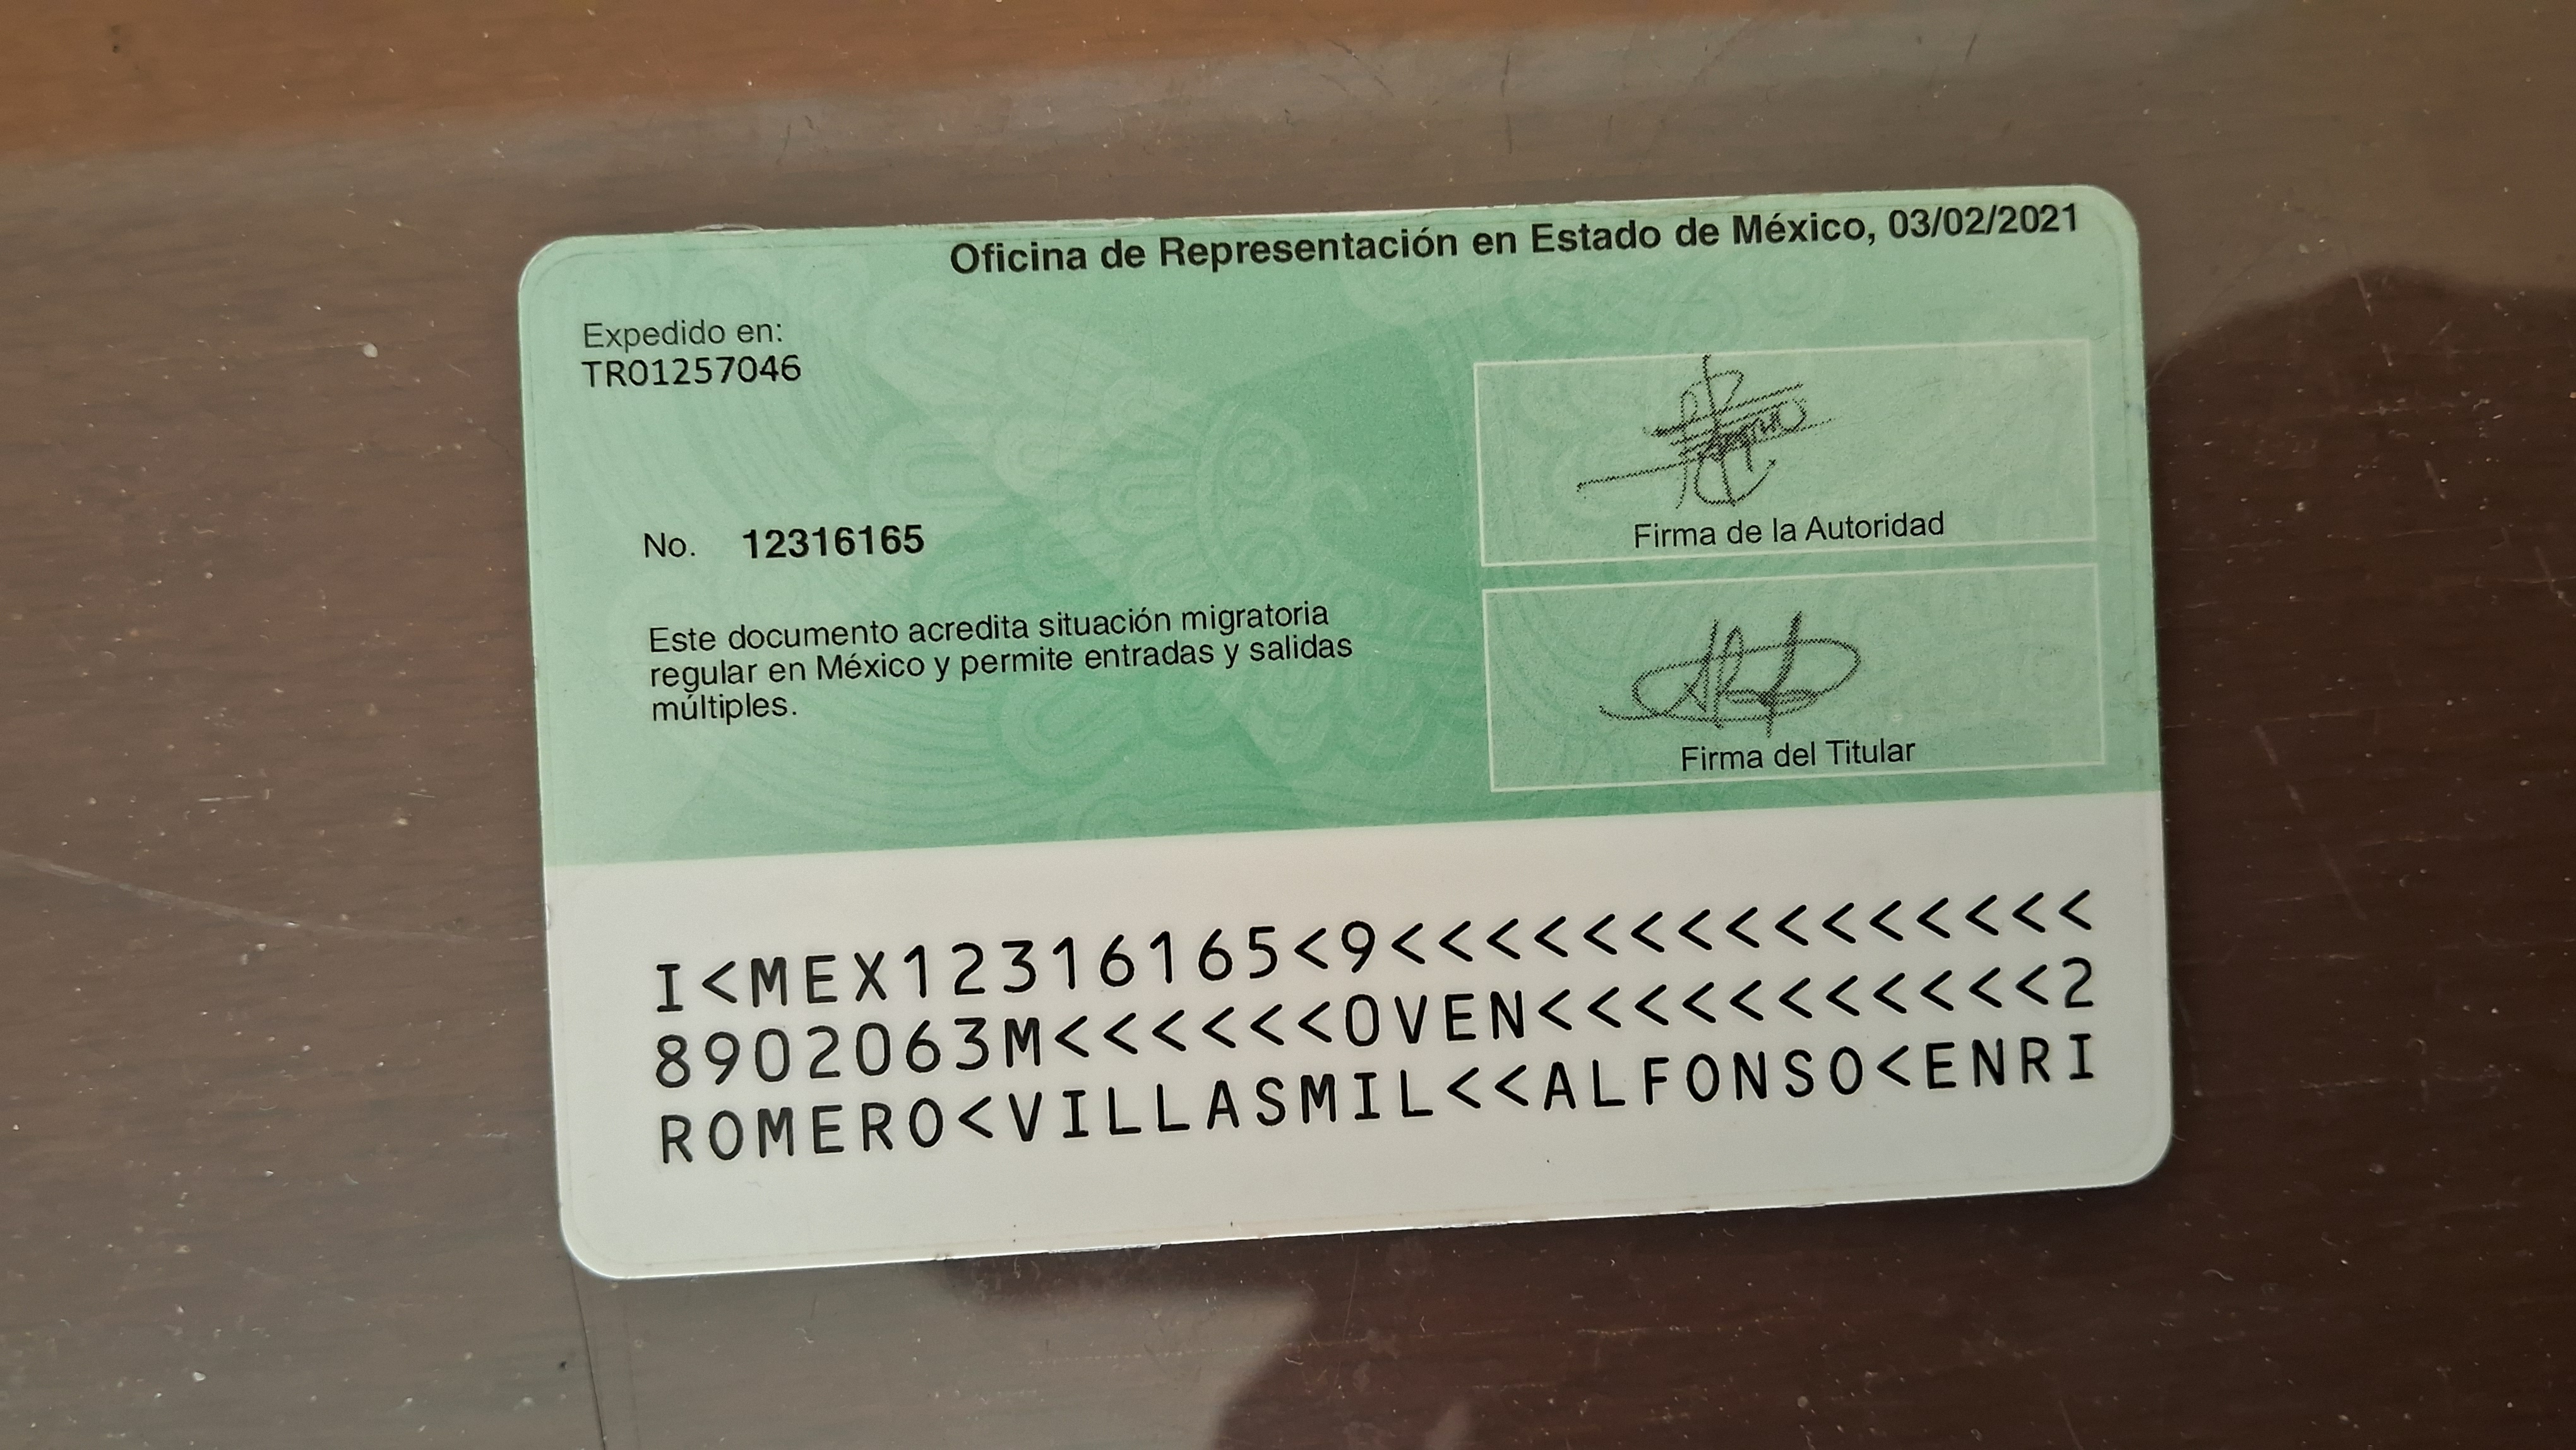 Oficina de Representación en Estado de México, 03/02/2021
Expedido en:
TRO1257046
No. 12316165
Firma de la Autoridad
Este documento acredita situación migratoria
regular en México y permite entradas y salidas
múltiples.
Firma del Titular
I<MEX12316165<9<<<<<<<<<<<<<<<
8902063M<<<<<<OVEN<<<<<<<<<<<2
ROMERO<VILLASMIL<<ALFONSO<ENRI